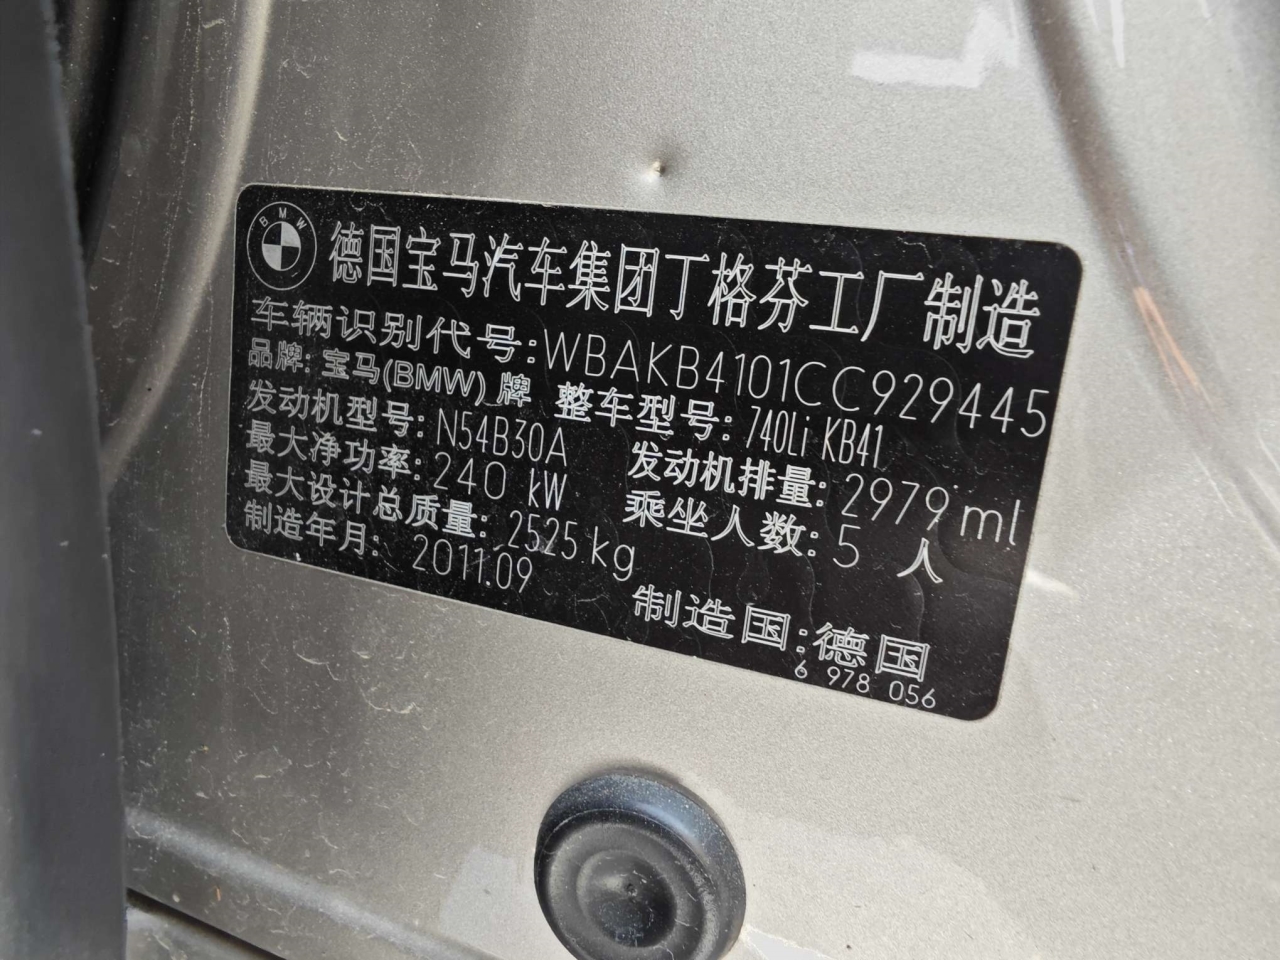 BMW
德国宝马汽车集团丁格芬工厂制造
车辆识别代号:WBAKB4101CC929445
品牌:宝马(BMW)牌 整车型号:740Li KB41
发动机型号:N54B30A 发动机排量:2979 ml
最大净功率:240 kW 乘坐人数:5 人
最大设计总质量:2525 kg
制造年月:2011.09 制造国:德国
6 978 056